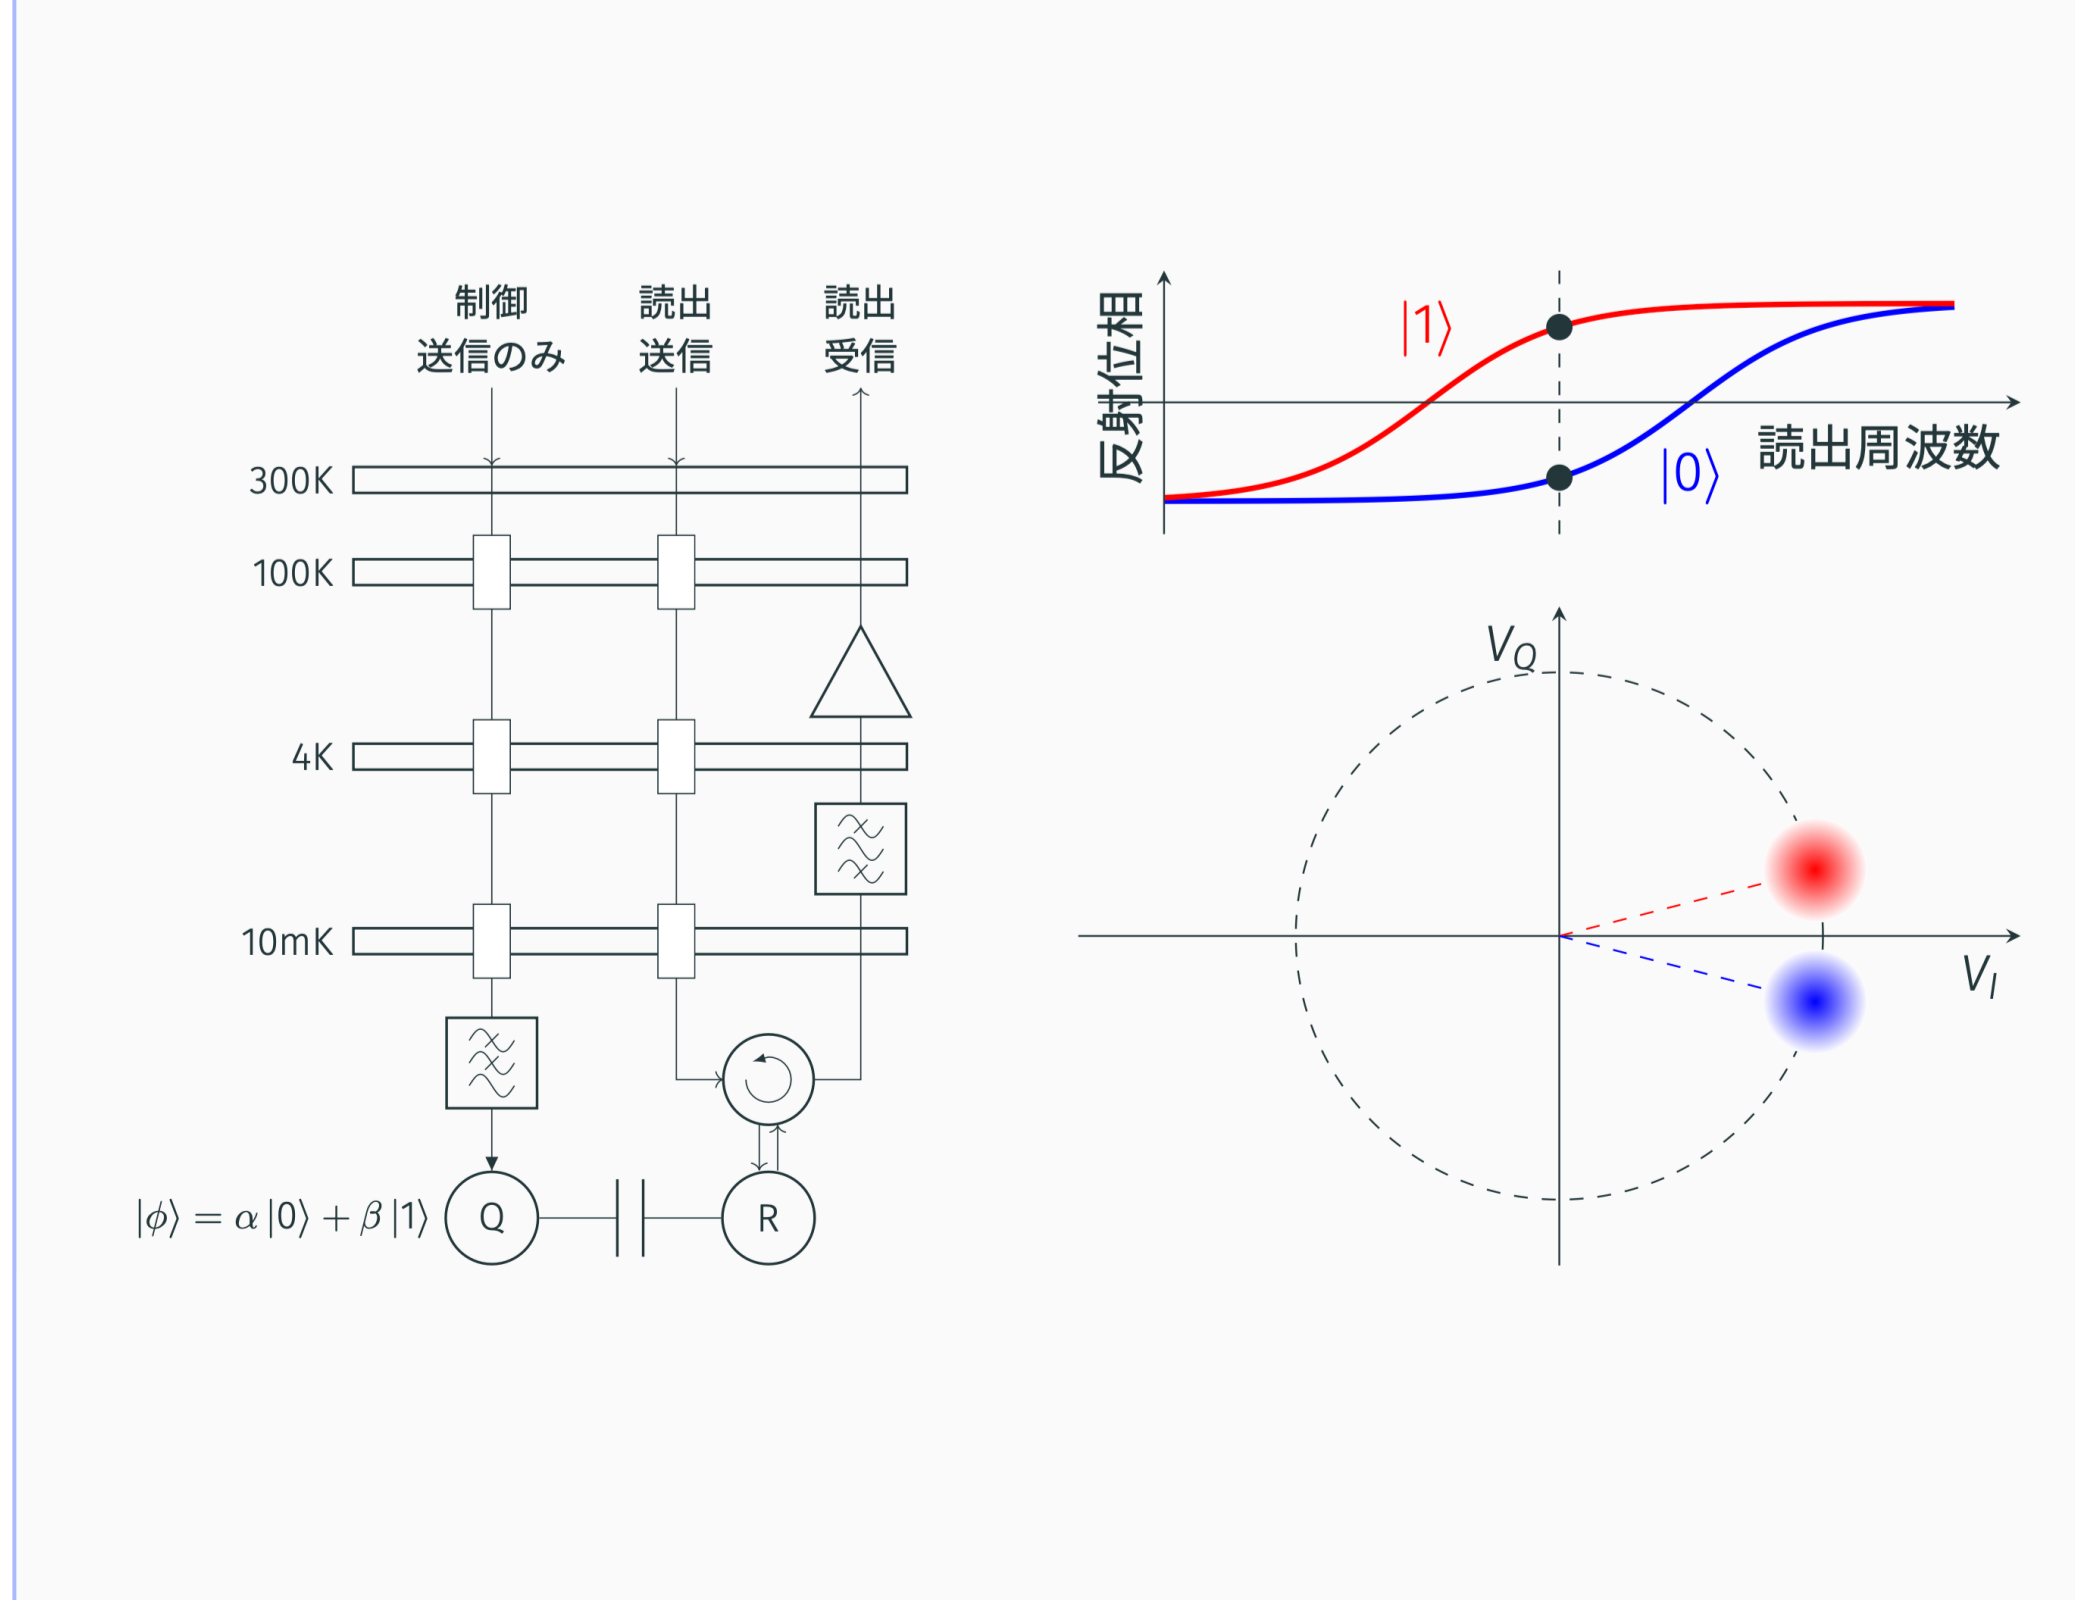 制御
送信のみ
読出
送信
読出
受信
300K
100K
4K
10mK
|ϕ⟩ = α|0⟩ + β|1⟩
Q
R
反射位相
|1⟩
|0⟩
読出周波数
V_Q
V_I